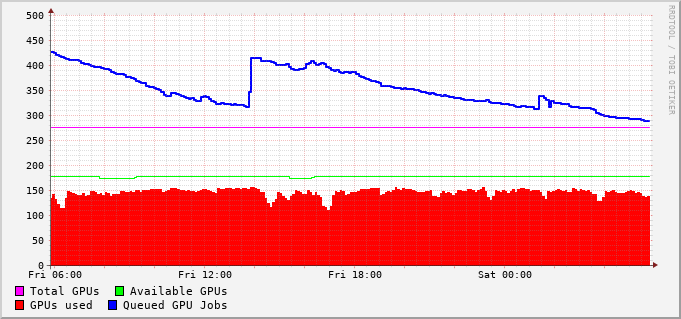 500
450
400
350
300
250
200
150
100
50
0
Fri 06:00 Fri 12:00 Fri 18:00 Sat 00:00
Total GPUs Available GPUs
GPUs used Queued GPU Jobs
RRDTOOL / TOBI OETIKER